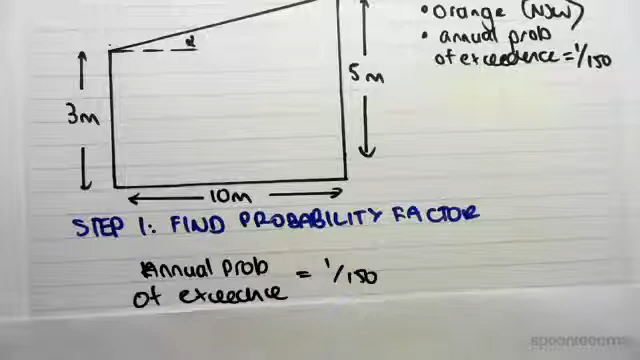 • Orange (NSW)
• annual prob
of exceedence = 1/150
α
5m
3m
10m
STEP 1: FIND PROBABILITY FACTOR
Annual prob
of exceedence = 1/150